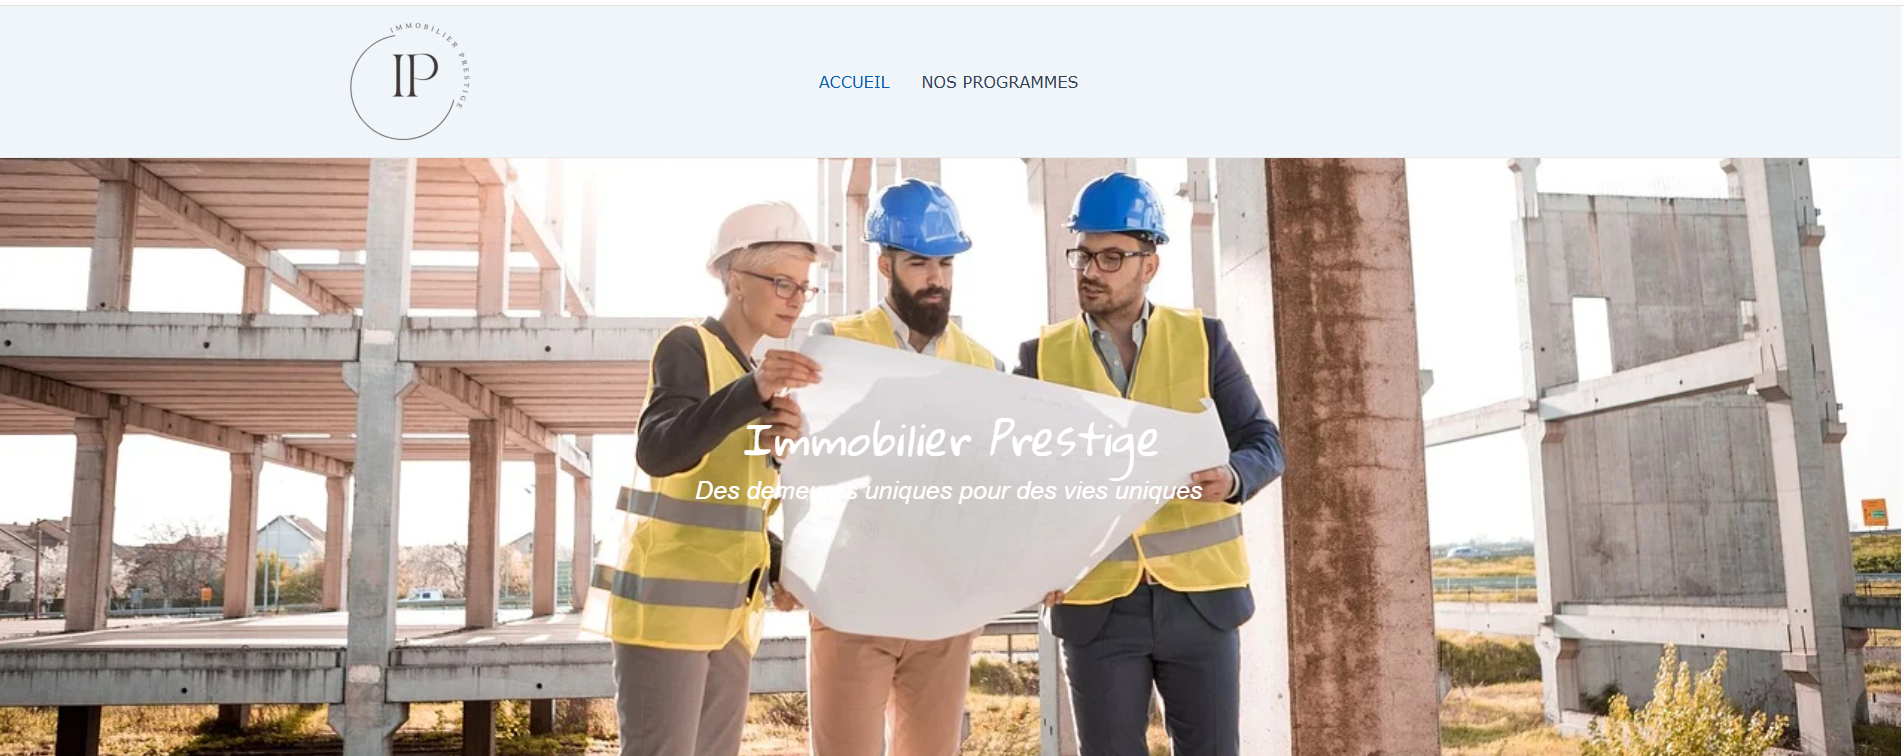 IMMOBILIER PRESTIGE
IP
ACCUEIL NOS PROGRAMMES
Immobilier Prestige
Des demeures uniques pour des vies uniques